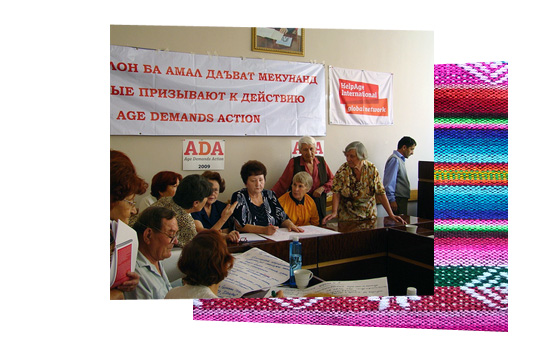 ЛОН БА АМАЛ ДАЪВАТ МЕКУНАНД
ЫЕ ПРИЗЫВАЮТ К ДЕЙСТВИЮ
AGE DEMANDS ACTION
HelpAge
International
Global network
ADA
Age Demands Action
2009